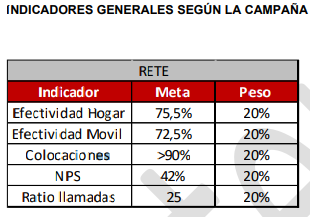 INDICADORES GENERALES SEGÚN LA CAMPAÑA
RETE
Indicador Meta Peso
Efectividad Hogar 75,5% 20%
Efectividad Movil 72,5% 20%
Colocaciones >90% 20%
NPS 42% 20%
Ratio llamadas 25 20%